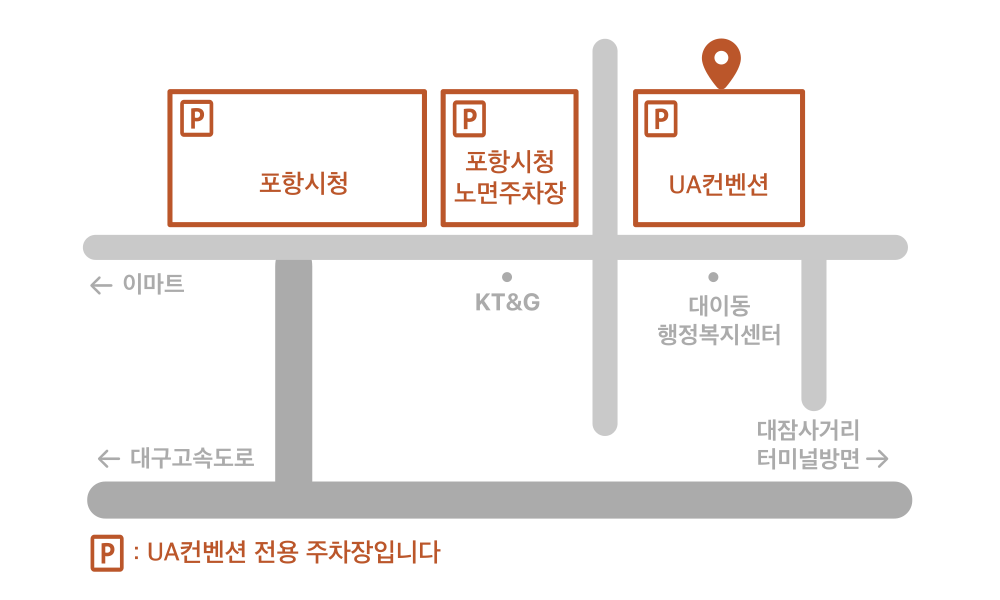 P
포항시청
P
포항시청
노면주차장
P
UA컨벤션
← 이마트
KT&G
대이동
행정복지센터
← 대구고속도로
대잠사거리
터미널방면 →
P : UA컨벤션 전용 주차장입니다